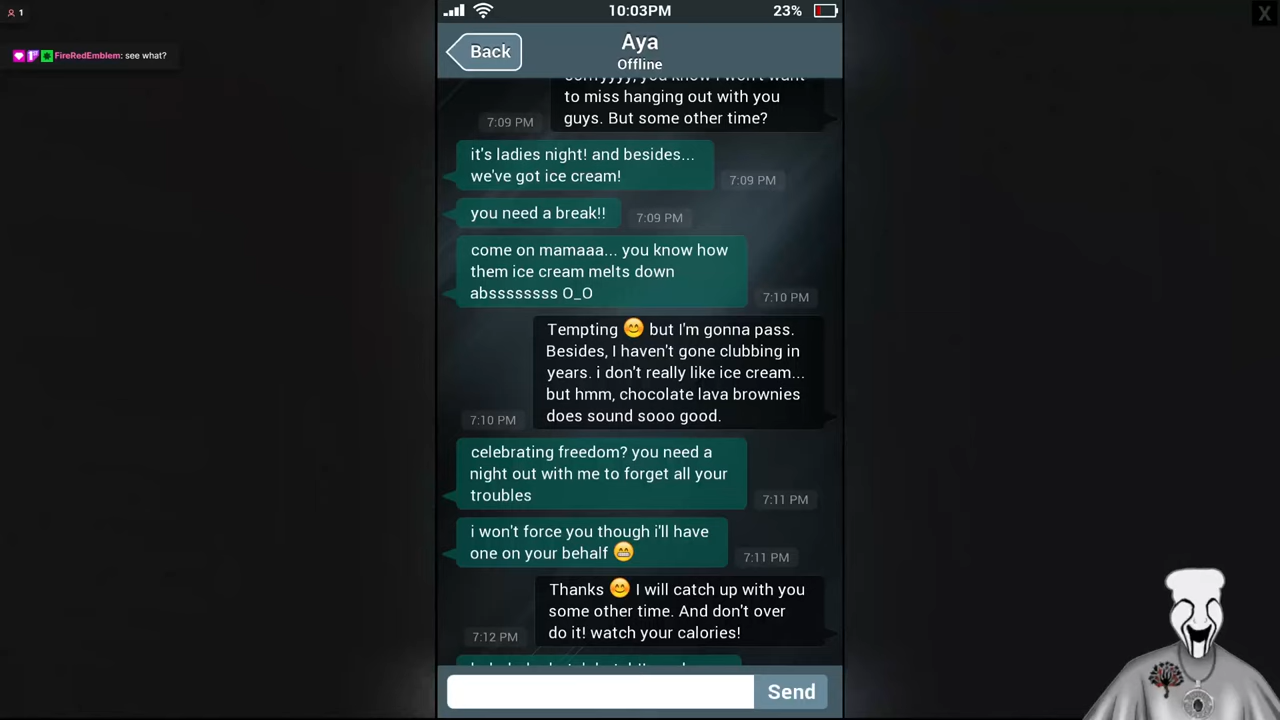 1
10:03PM
23%
X
Back
Aya
Offline
FireRedEmblem: see what?
to miss hanging out with you
guys. But some other time?
7:09 PM
it's ladies night! and besides...
we've got ice cream!
7:09 PM
you need a break!!
7:09 PM
come on mamaaa... you know how
them ice cream melts down
abssssssss O_O
7:10 PM
Tempting 😊 but I'm gonna pass.
Besides, I haven't gone clubbing in
years. i don't really like ice cream...
but hmm, chocolate lava brownies
does sound sooo good.
7:10 PM
celebrating freedom? you need a
night out with me to forget all your
troubles
7:11 PM
i won't force you though i'll have
one on your behalf 😁
7:11 PM
Thanks 😊 I will catch up with you
some other time. And don't over
do it! watch your calories!
7:12 PM
Send